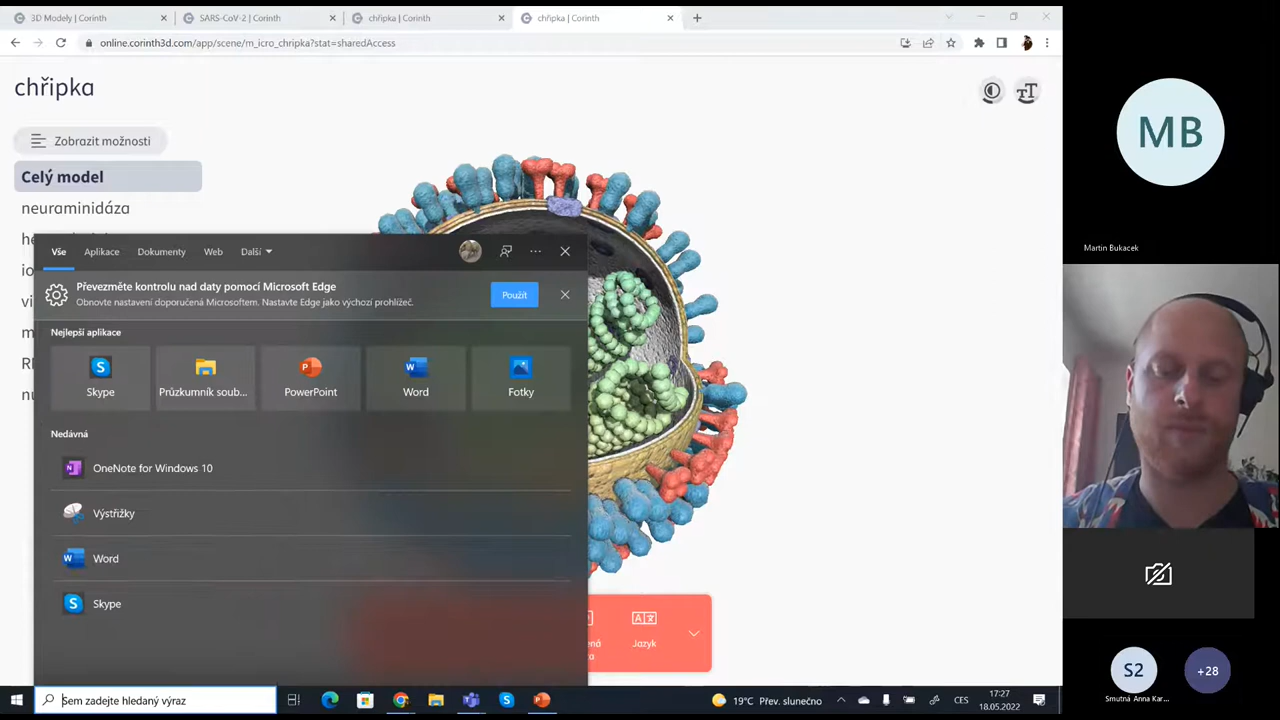 3D Modely | Corinth
SARS-CoV-2 | Corinth
chřipka | Corinth
chřipka | Corinth
online.corinth3d.com/app/scene/m_icro_chripka?stat=sharedAccess
chřipka
Zobrazit možnosti
Celý model
neuraminidáza
Vše
Aplikace
Dokumenty
Web
Další
Převezměte kontrolu nad daty pomocí Microsoft Edge
Obnovte nastavení doporučená Microsoftem. Nastavte Edge jako výchozí prohlížeč.
Použít
Nejlepší aplikace
Skype
Průzkumník soub...
PowerPoint
Word
Fotky
Nedávná
OneNote for Windows 10
Výstřižky
Word
Skype
Jazyk
Sem zadejte hledaný výraz
19°C Přev. slunečno
CES
17:27
18.05.2022
MB
Martin Bukacek
S2
Smutná Anna Kar...
+28